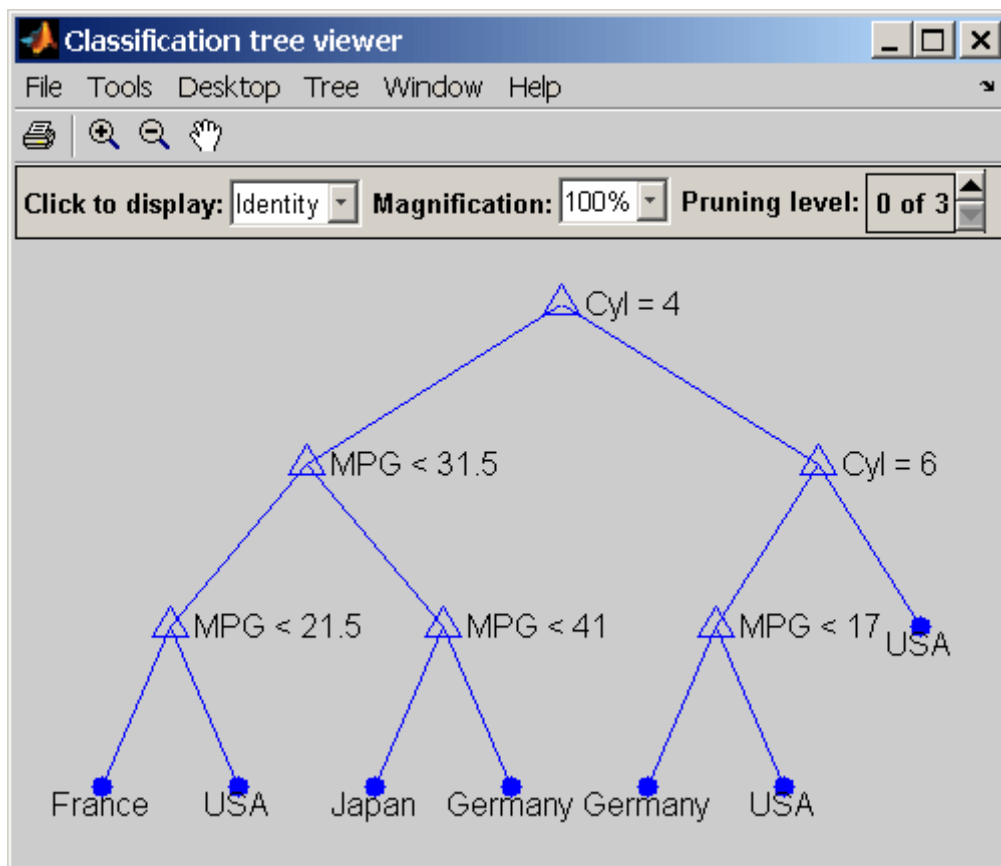 Classification tree viewer
File Tools Desktop Tree Window Help
Click to display: Identity Magnification: 100% Pruning level: 0 of 3
Cyl = 4
MPG < 31.5 Cyl = 6
MPG < 21.5 MPG < 41 MPG < 17 USA
France USA Japan Germany Germany USA